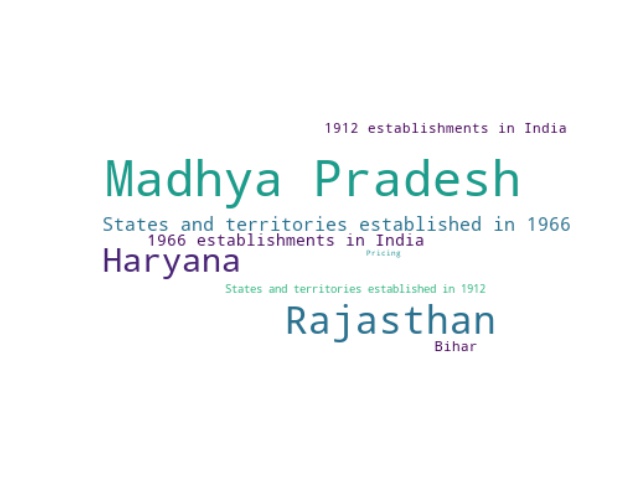 1912 establishments in India
Madhya Pradesh
States and territories established in 1966
1966 establishments in India
Haryana
Pricing
States and territories established in 1912
Rajasthan
Bihar